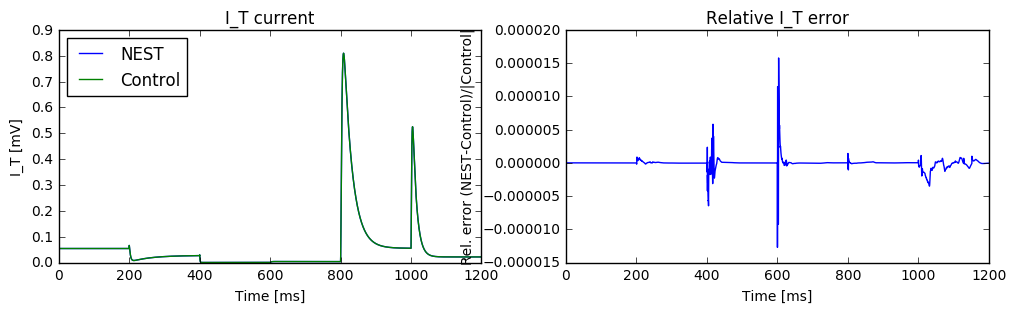 I_T current
0.9
0.8
0.7
0.6
0.5
0.4
0.3
0.2
0.1
0.0
I_T [mV]
NEST
Control
0 200 400 600 800 1000 1200
Time [ms]
Relative I_T error
0.000020
0.000015
0.000010
0.000005
0.000000
−0.000005
−0.000010
−0.000015
Rel. error (NEST-Control)/|Control|
0 200 400 600 800 1000 1200
Time [ms]